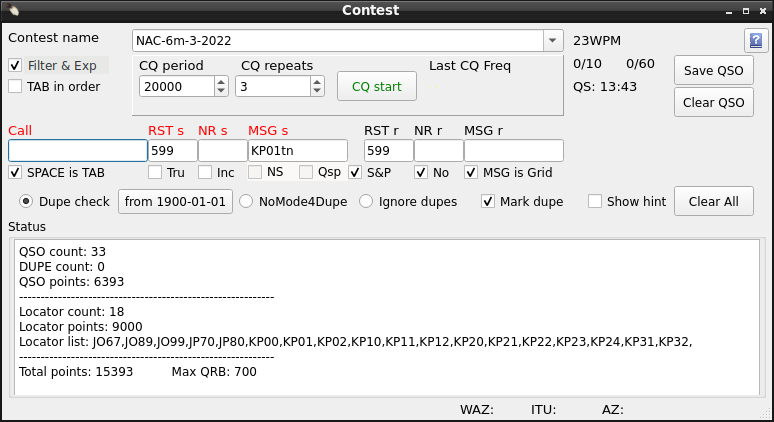 Contest
Contest name
NAC-6m-3-2022
23WPM
?
Filter & Exp
CQ period
CQ repeats
Last CQ Freq
0/10 0/60
Save QSO
TAB in order
20000
3
CQ start
QS: 13:43
Clear QSO
Call
RST s
NR s
MSG s
RST r
NR r
MSG r
599
KP01tn
599
SPACE is TAB
Tru
Inc
NS
Qsp
S&P
No
MSG is Grid
Dupe check
from 1900-01-01
NoMode4Dupe
Ignore dupes
Mark dupe
Show hint
Clear All
Status
QSO count: 33
DUPE count: 0
QSO points: 6393
-----------------------------------------------------------
Locator count: 18
Locator points: 9000
Locator list: JO67,JO89,JO99,JP70,JP80,KP00,KP01,KP02,KP10,KP11,KP12,KP20,KP21,KP22,KP23,KP24,KP31,KP32,
-----------------------------------------------------------
Total points: 15393 Max QRB: 700
WAZ: ITU: AZ: